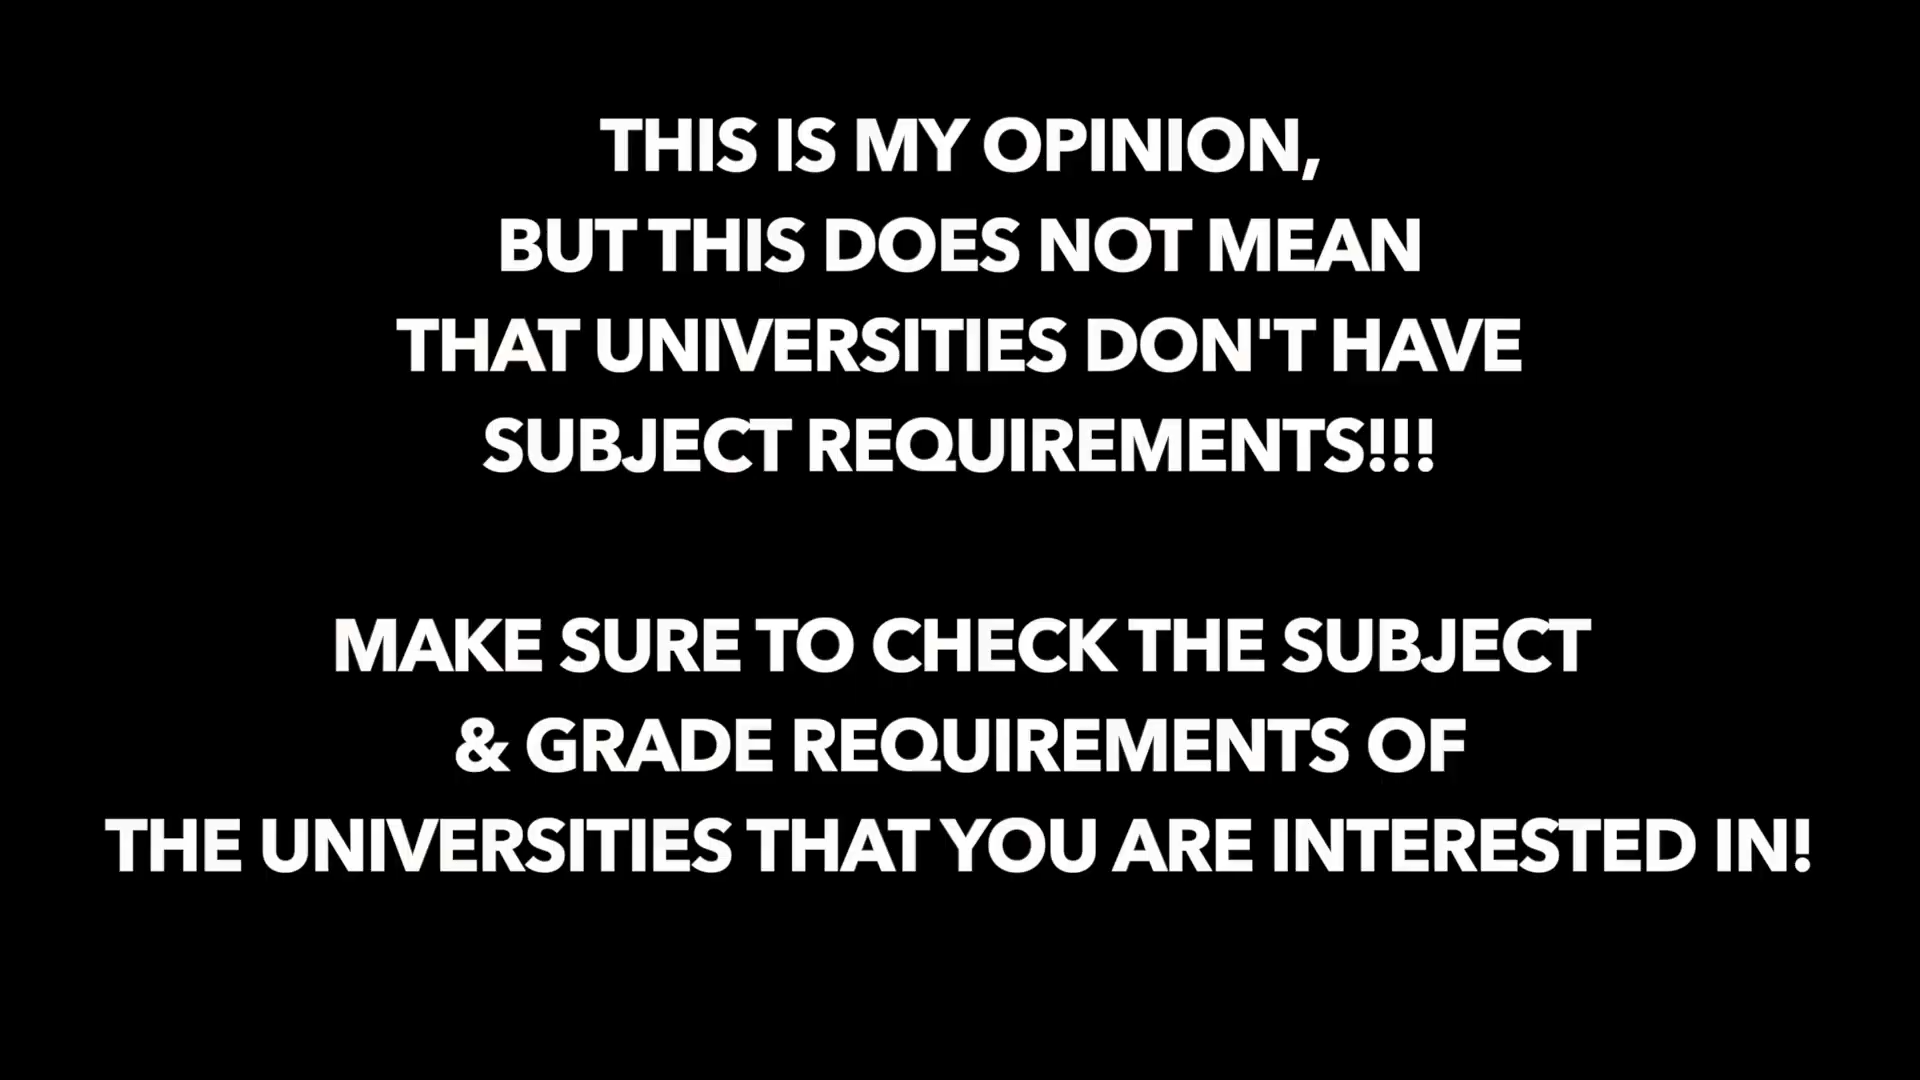 THIS IS MY OPINION,
BUT THIS DOES NOT MEAN
THAT UNIVERSITIES DON'T HAVE
SUBJECT REQUIREMENTS!!!
MAKE SURE TO CHECK THE SUBJECT
& GRADE REQUIREMENTS OF
THE UNIVERSITIES THAT YOU ARE INTERESTED IN!